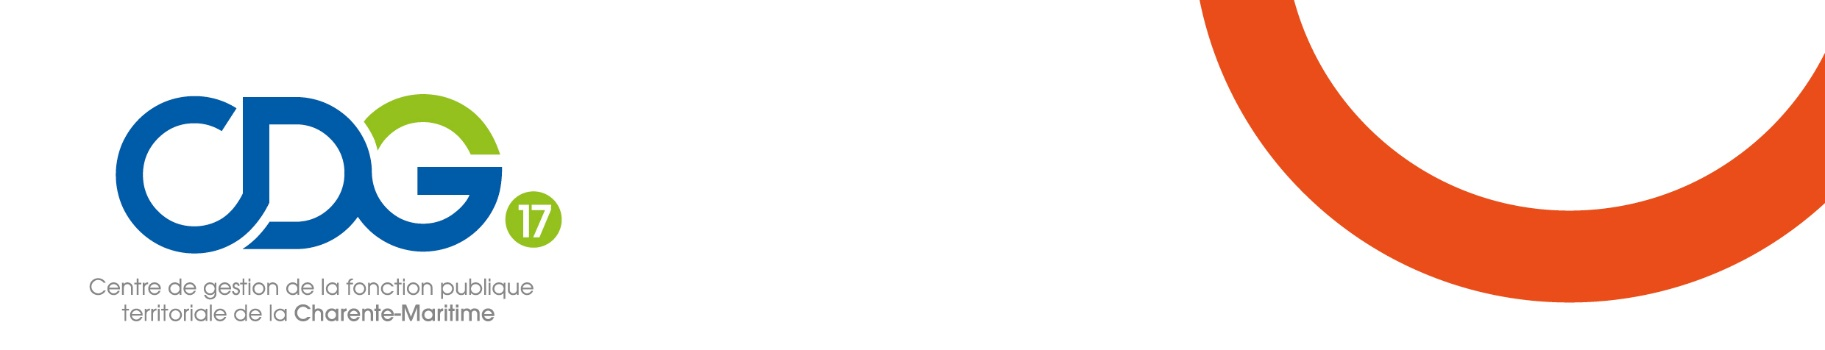 CDG
17
Centre de gestion de la fonction publique
territoriale de la Charente-Maritime